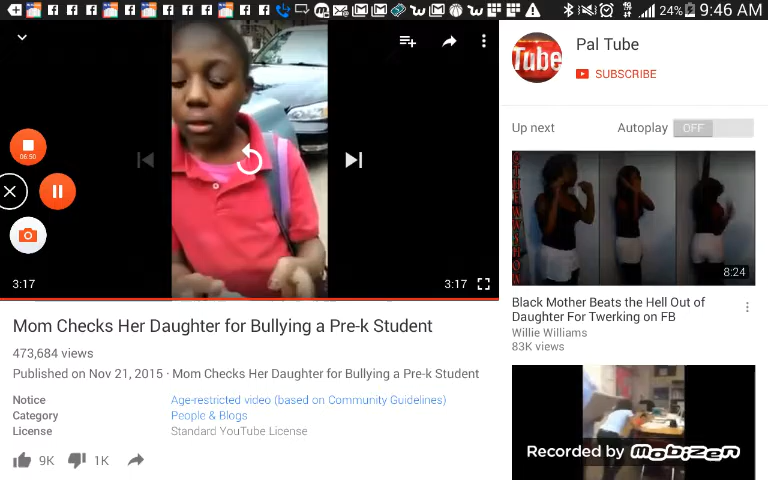 24% 9:46 AM
Tube
Pal Tube
SUBSCRIBE
Up next Autoplay OFF
06:50
3:17 3:17
8:24
Mom Checks Her Daughter for Bullying a Pre-k Student
473,684 views
Published on Nov 21, 2015 · Mom Checks Her Daughter for Bullying a Pre-k Student
Notice Age-restricted video (based on Community Guidelines)
Category People & Blogs
License Standard YouTube License
9K 1K
Black Mother Beats the Hell Out of
Daughter For Twerking on FB
Willie Williams
83K views
Recorded by mobizen